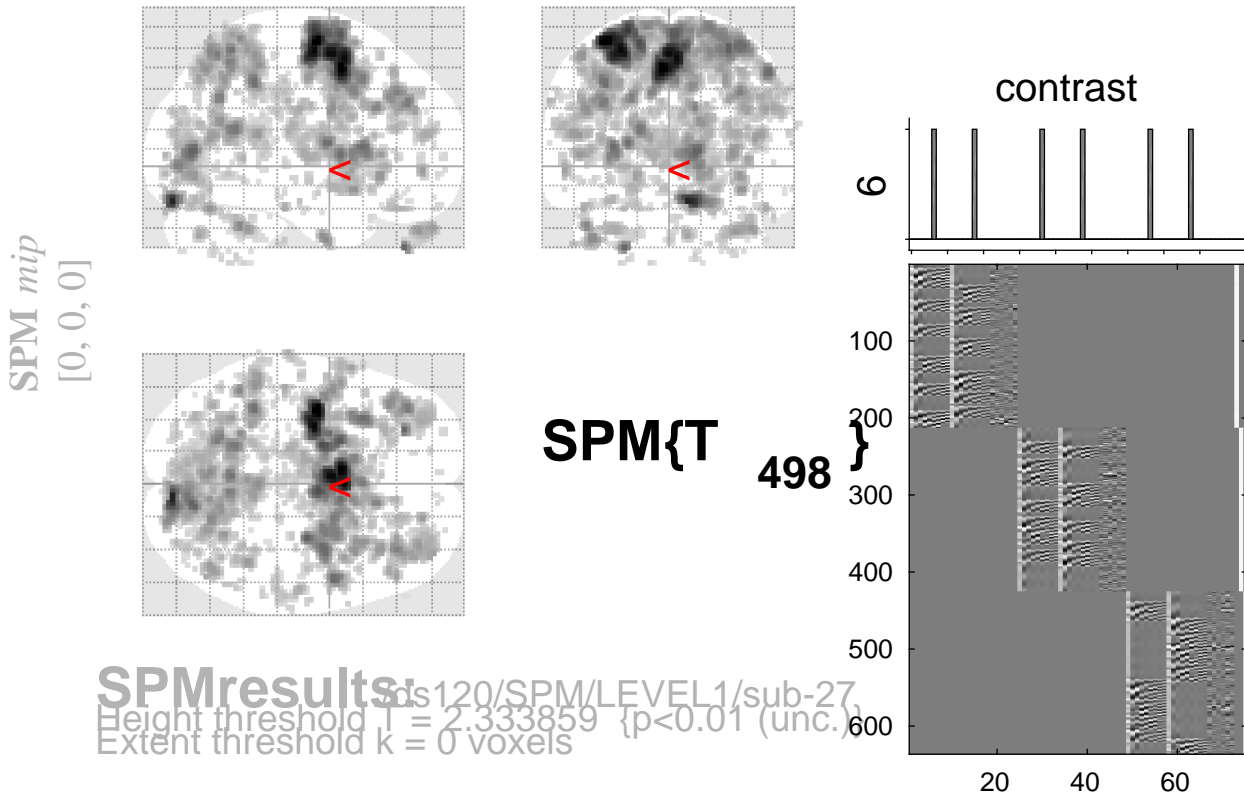 SPM mip
[0, 0, 0]
<
<
<
SPM{T 498 }
SPMresults: /ds120/SPM/LEVEL1/sub-27
Height threshold T = 2.333859 {p<0.01 (unc.)}
Extent threshold k = 0 voxels
contrast
6
100
200
300
400
500
600
20 40 60